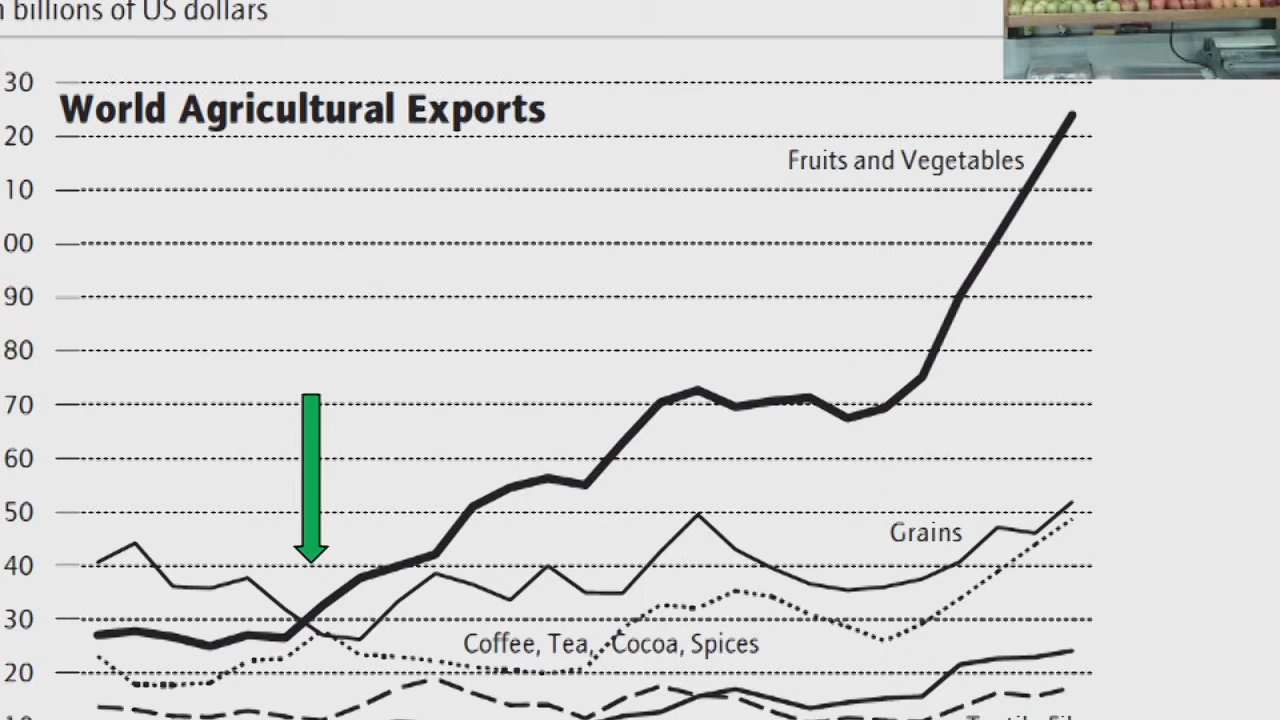 billions of US dollars
30
World Agricultural Exports
20
Fruits and Vegetables
10
00
90
80
70
60
50
Grains
40
30
Coffee, Tea, Cocoa, Spices
20